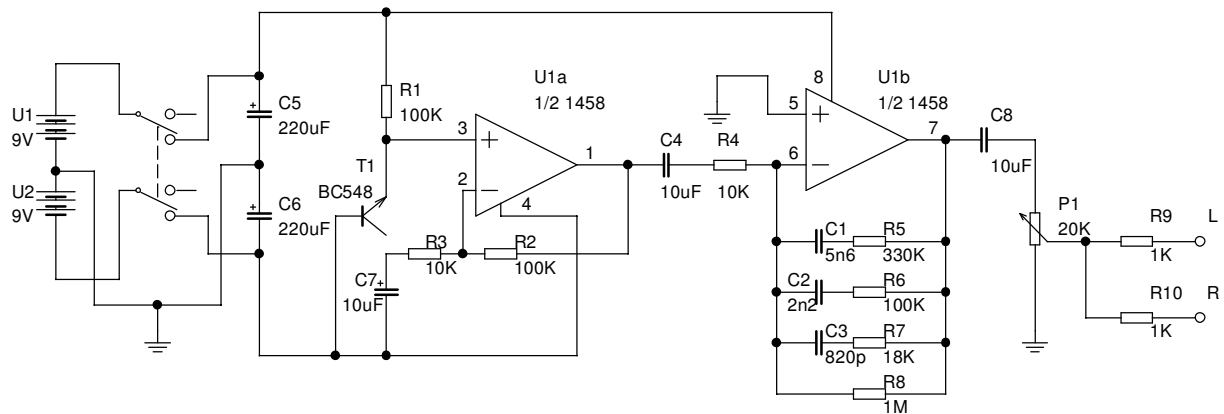 U1
9V
U2
9V
+
C5
220uF
+
C6
220uF
R1
100K
T1
BC548
U1a
1/2 1458
3
2
1
4
R3
10K
R2
100K
C7
+
10uF
C4
10uF
R4
10K
U1b
1/2 1458
8
5
6
7
C1
5n6
R5
330K
C2
2n2
R6
100K
C3
820p
R7
18K
R8
1M
C8
10uF
P1
20K
R9
1K
L
R10
1K
R